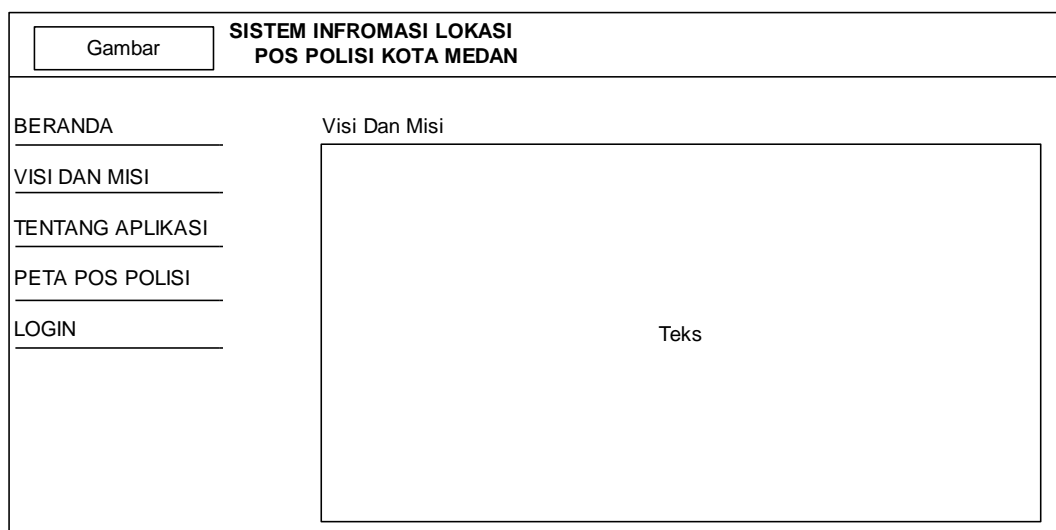 Gambar
SISTEM INFROMASI LOKASI
POS POLISI KOTA MEDAN
BERANDA
VISI DAN MISI
TENTANG APLIKASI
PETA POS POLISI
LOGIN
Visi Dan Misi
Teks